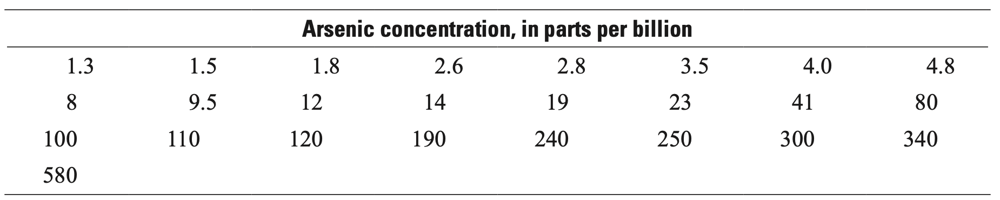 Arsenic concentration, in parts per billion
1.3 1.5 1.8 2.6 2.8 3.5 4.0 4.8
8 9.5 12 14 19 23 41 80
100 110 120 190 240 250 300 340
580